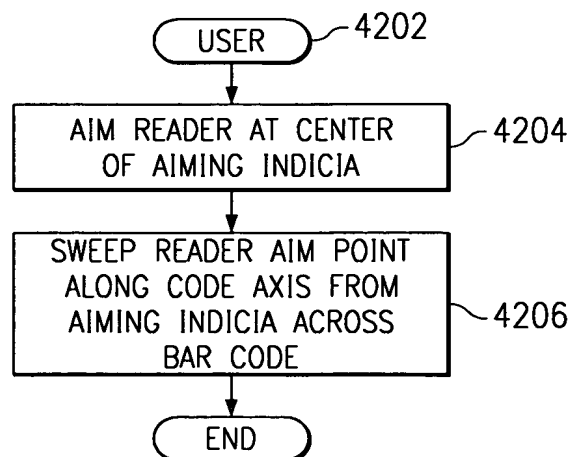 USER
4202
AIM READER AT CENTER
OF AIMING INDICIA
4204
SWEEP READER AIM POINT
ALONG CODE AXIS FROM
AIMING INDICIA ACROSS
BAR CODE
4206
END